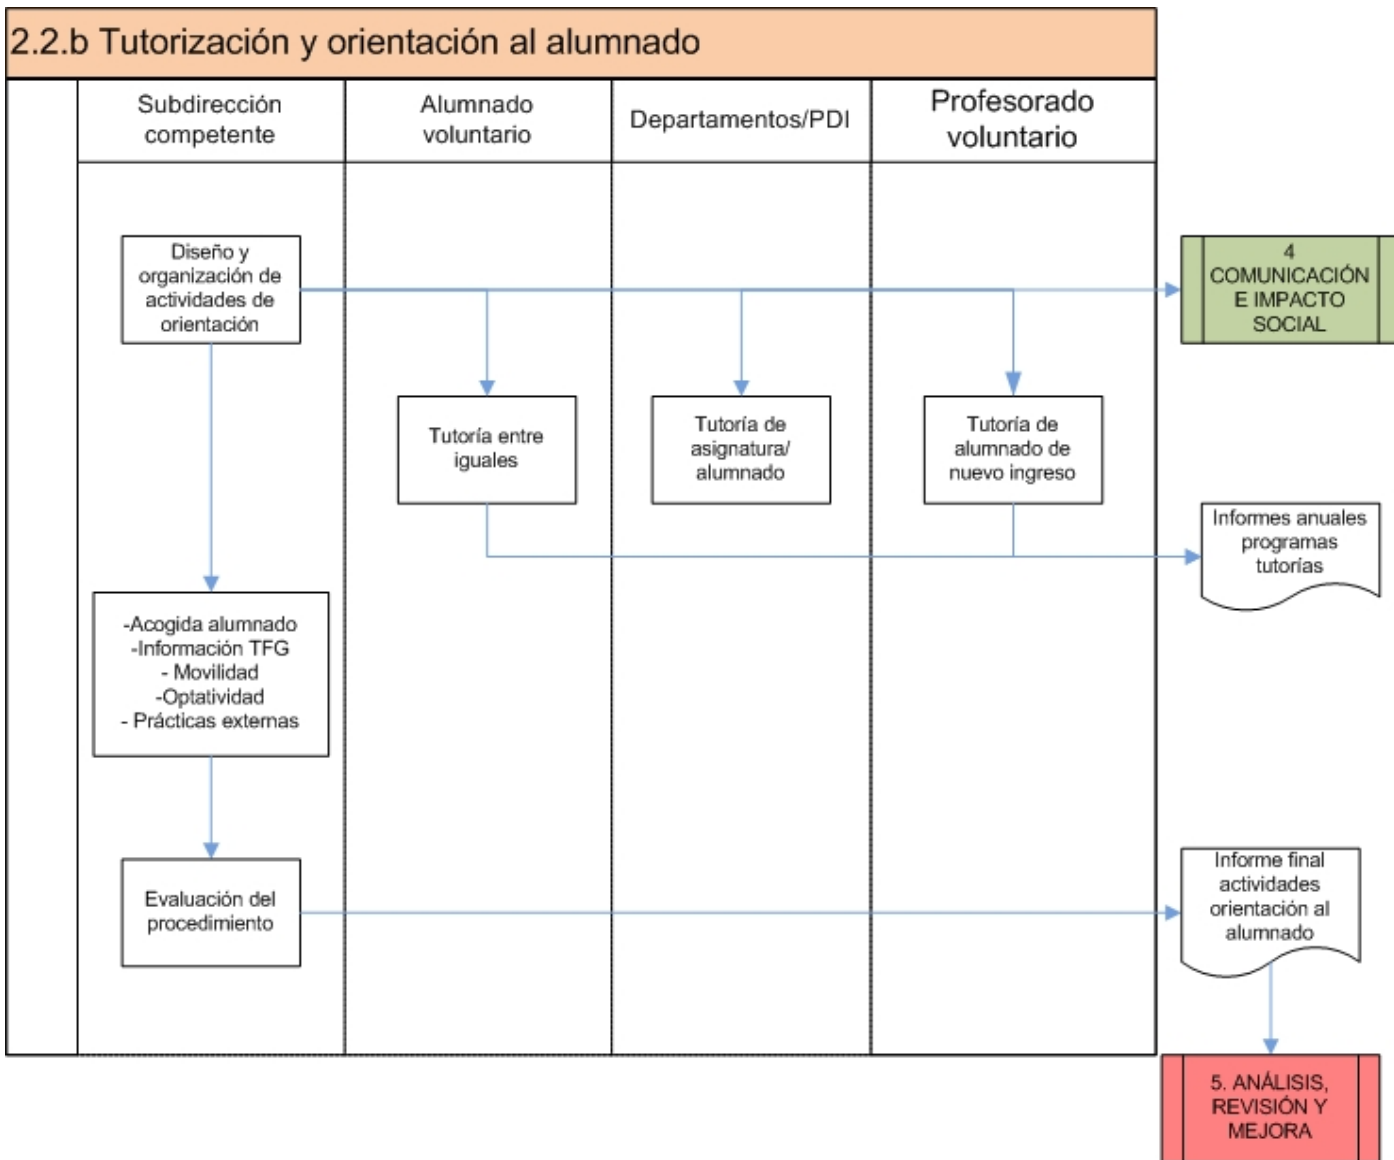 2.2.b Tutorización y orientación al alumnado
Subdirección
competente
Alumnado
voluntario
Departamentos/PDI
Profesorado
voluntario
Diseño y
organización de
actividades de
orientación
4
COMUNICACIÓN
E IMPACTO
SOCIAL
Tutoría entre
iguales
Tutoría de
asignatura/
alumnado
Tutoría de
alumnado de
nuevo ingreso
Informes anuales
programas
tutorías
-Acogida alumnado
-Información TFG
- Movilidad
-Optatividad
- Prácticas externas
Evaluación del
procedimiento
Informe final
actividades
orientación al
alumnado
5. ANÁLISIS,
REVISIÓN Y
MEJORA